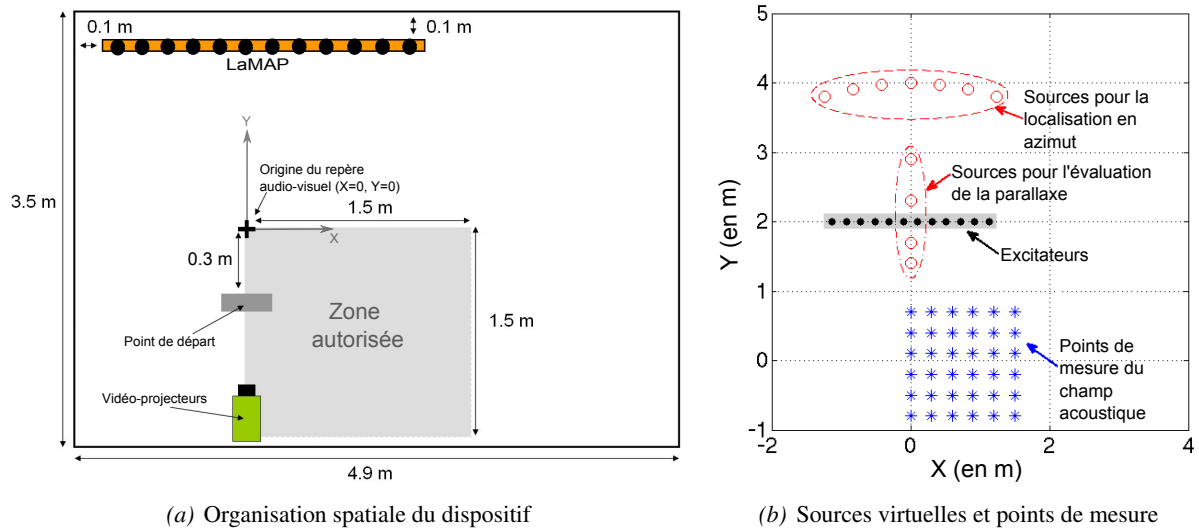 0.1 m
0.1 m
LaMAP
Y
Origine du repère
audio-visuel (X=0, Y=0)
1.5 m
X
3.5 m
0.3 m
Zone
autorisée
1.5 m
Point de départ
Vidéo-projecteurs
4.9 m
(a) Organisation spatiale du dispositif
5
4
3
2
1
0
-1
Y (en m)
Sources pour la
localisation en
azimut
Sources pour l'évaluation
de la parallaxe
Excitateurs
Points de
mesure du
champ
acoustique
-2
0
2
4
X (en m)
(b) Sources virtuelles et points de mesure